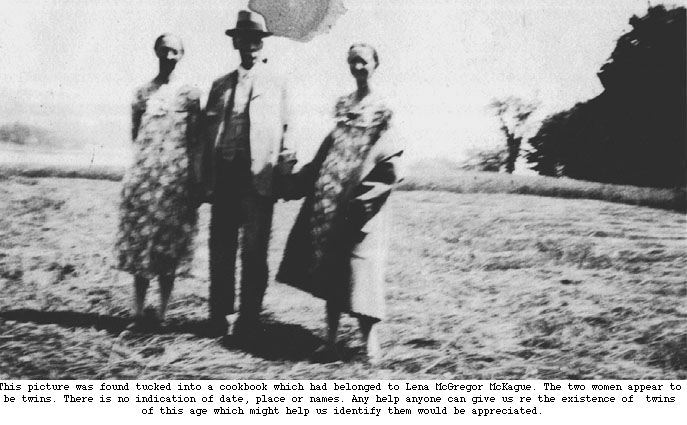 This picture was found tucked into a cookbook which had belonged to Lena McGregor McKague. The two women appear to
be twins. There is no indication of date, place or names. Any help anyone can give us re the existence of twins
of this age which might help us identify them would be appreciated.